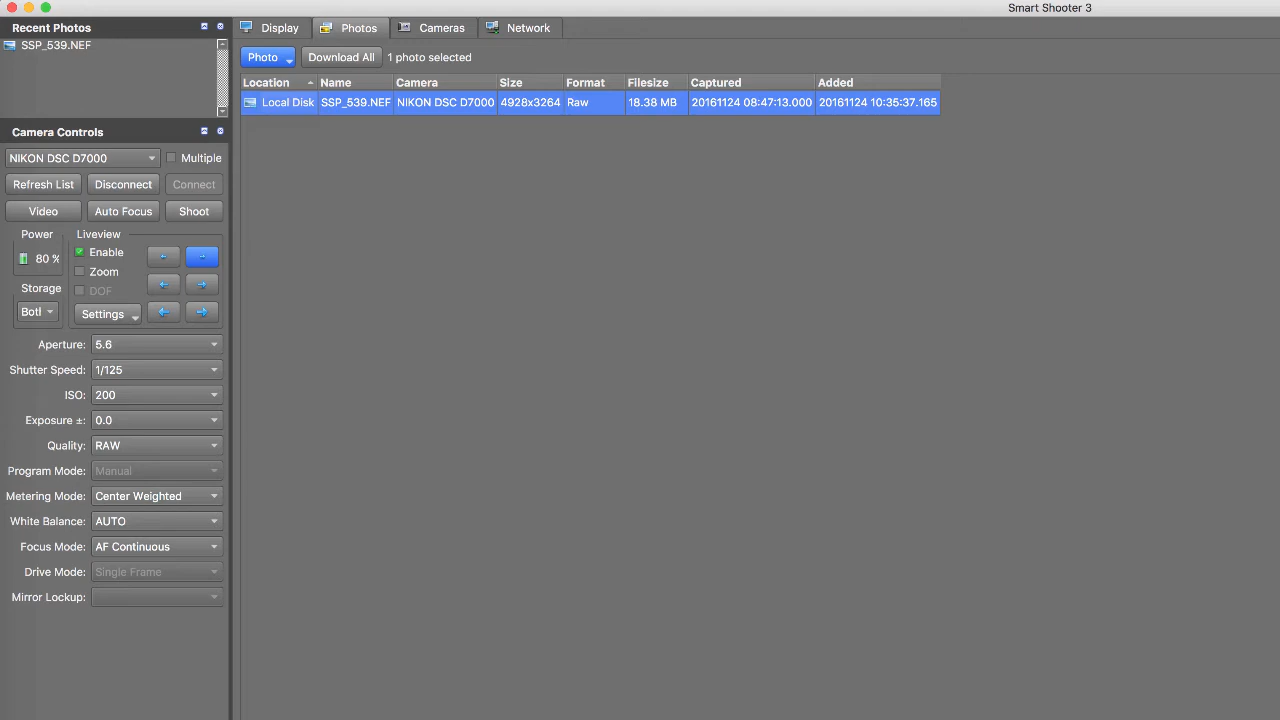 Smart Shooter 3
Recent Photos
SSP_539.NEF
Camera Controls
NIKON DSC D7000 Multiple
Refresh List Disconnect Connect
Video Auto Focus Shoot
Power Liveview
80 % Enable
Zoom
Storage DOF
Botl Settings
Aperture: 5.6
Shutter Speed: 1/125
ISO: 200
Exposure ±: 0.0
Quality: RAW
Program Mode: Manual
Metering Mode: Center Weighted
White Balance: AUTO
Focus Mode: AF Continuous
Drive Mode: Single Frame
Mirror Lockup:
Display Photos Cameras Network
Photo Download All 1 photo selected
Location Name Camera Size Format Filesize Captured Added
Local Disk SSP_539.NEF NIKON DSC D7000 4928x3264 Raw 18.38 MB 20161124 08:47:13.000 20161124 10:35:37.165